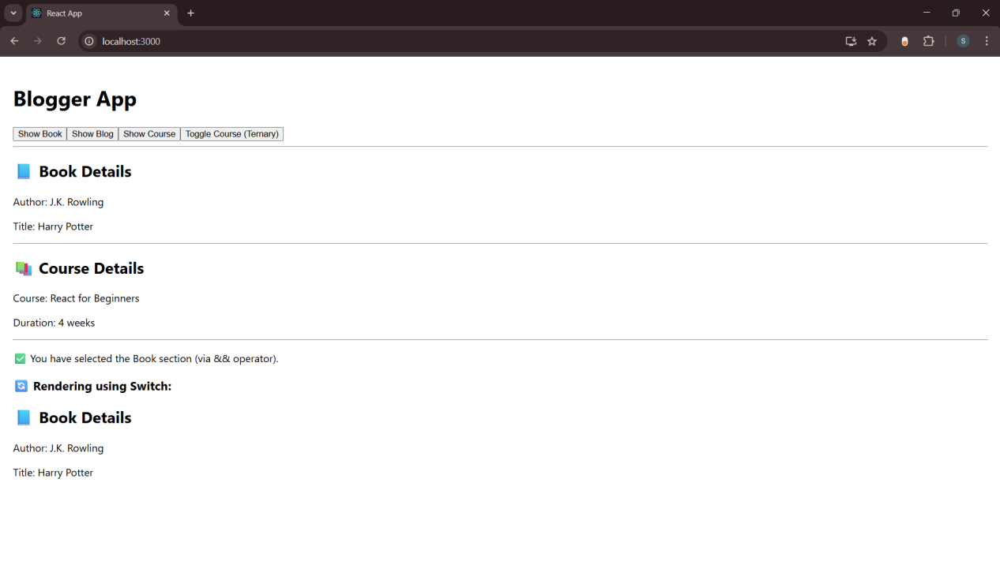 React App
localhost:3000
S
Blogger App
Show Book Show Blog Show Course Toggle Course (Ternary)
📘 Book Details
Author: J.K. Rowling
Title: Harry Potter
📚 Course Details
Course: React for Beginners
Duration: 4 weeks
✅ You have selected the Book section (via && operator).
🔄 Rendering using Switch:
📘 Book Details
Author: J.K. Rowling
Title: Harry Potter